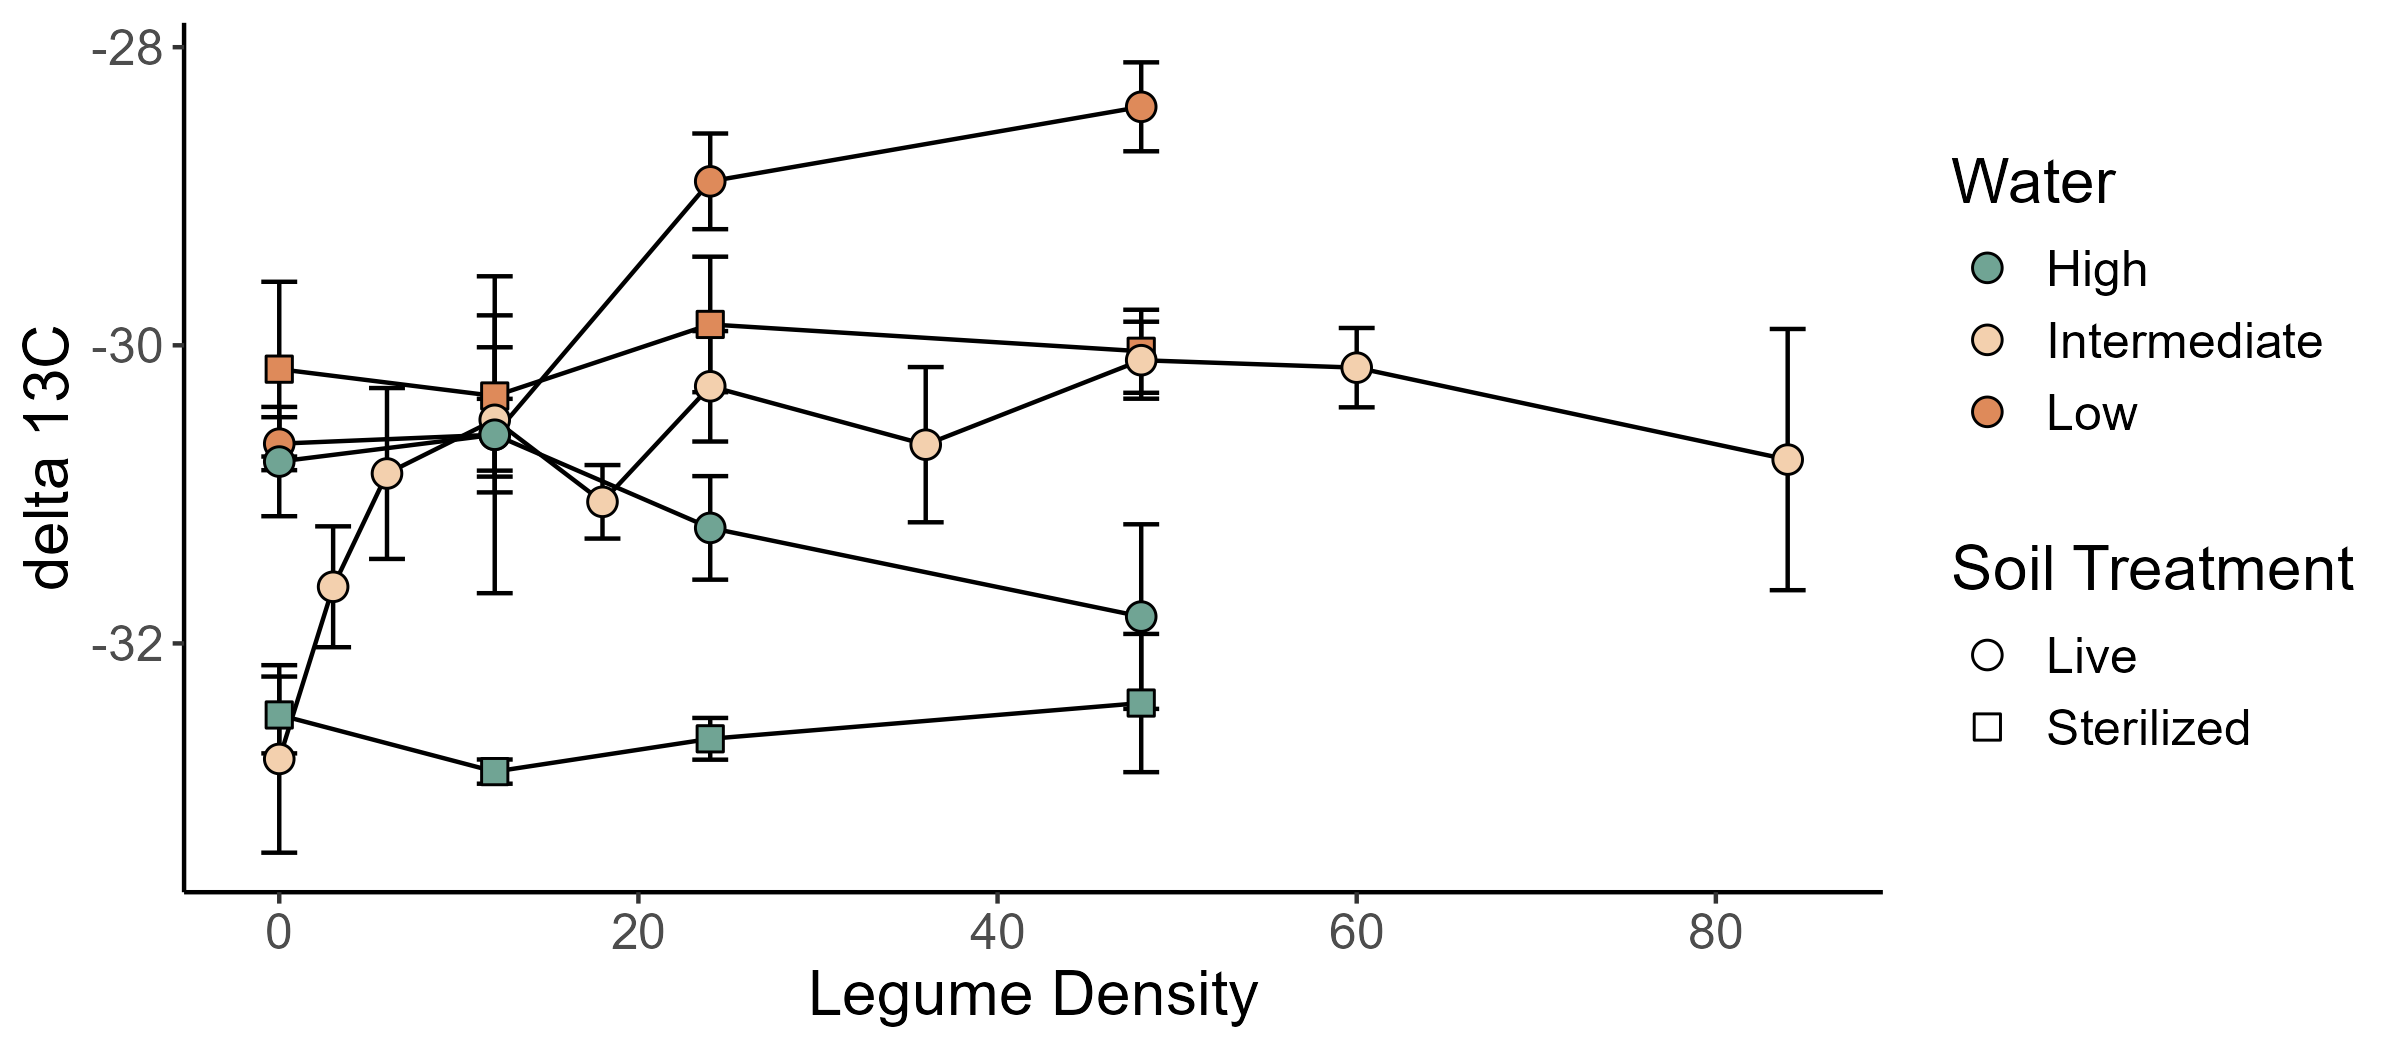 -28
-30
-32
delta 13C
0 20 40 60 80
Legume Density
Water
High
Intermediate
Low
Soil Treatment
Live
Sterilized